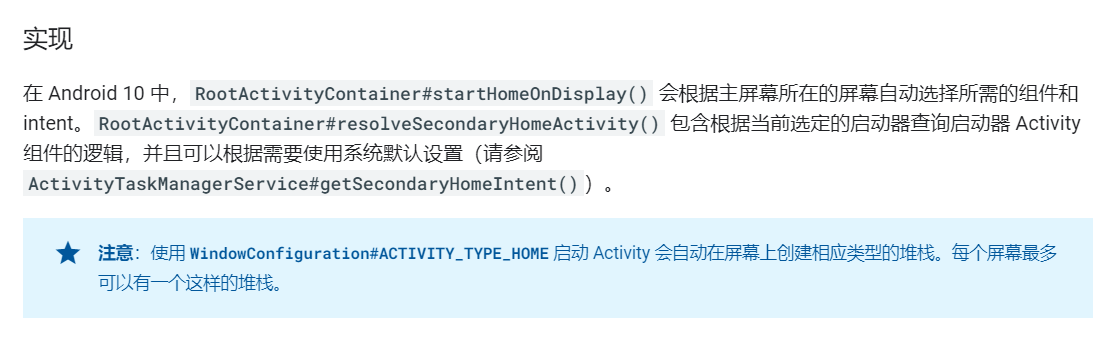 实现
在 Android 10 中，RootActivityContainer#startHomeOnDisplay() 会根据主屏幕所在的屏幕自动选择所需的组件和
intent。RootActivityContainer#resolveSecondaryHomeActivity() 包含根据当前选定的启动器查询启动器 Activity
组件的逻辑，并且可以根据需要使用系统默认设置（请参阅
ActivityTaskManagerService#getSecondaryHomeIntent()）。
注意：使用 WindowConfiguration#ACTIVITY_TYPE_HOME 启动 Activity 会自动在屏幕上创建相应类型的堆栈。每个屏幕最多
可以有一个这样的堆栈。